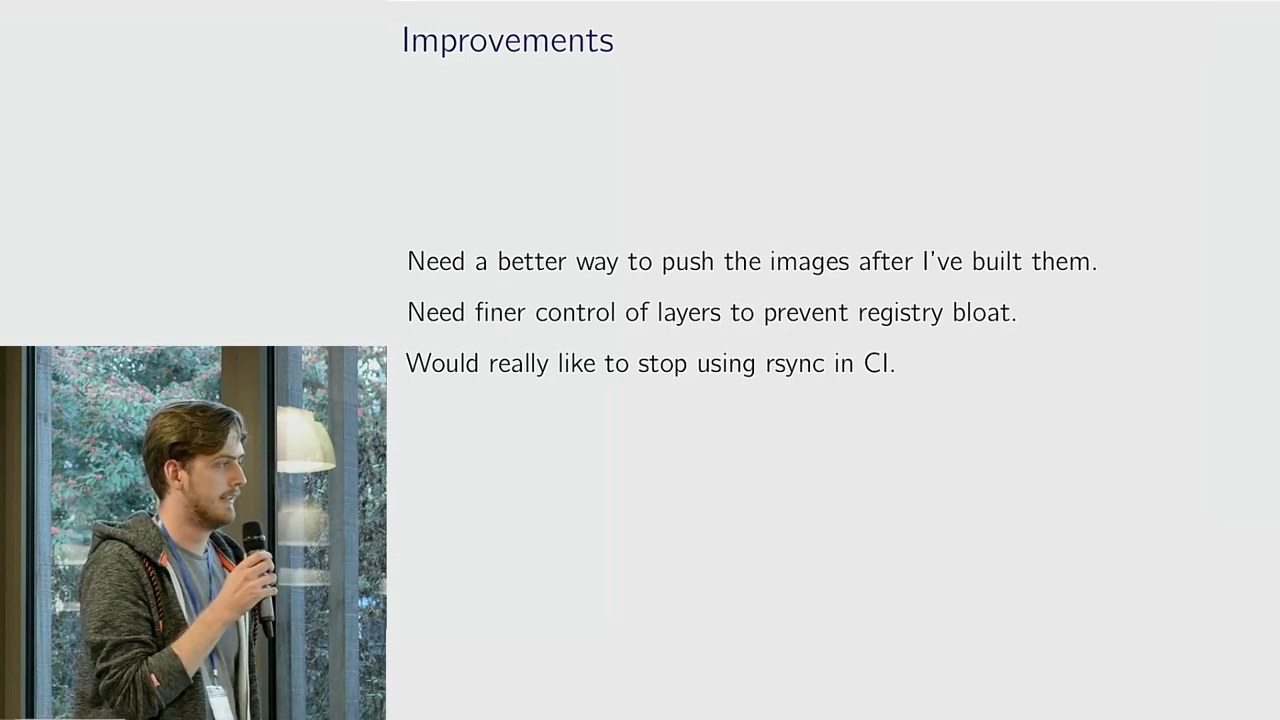 Improvements
Need a better way to push the images after I've built them.
Need finer control of layers to prevent registry bloat.
Would really like to stop using rsync in CI.